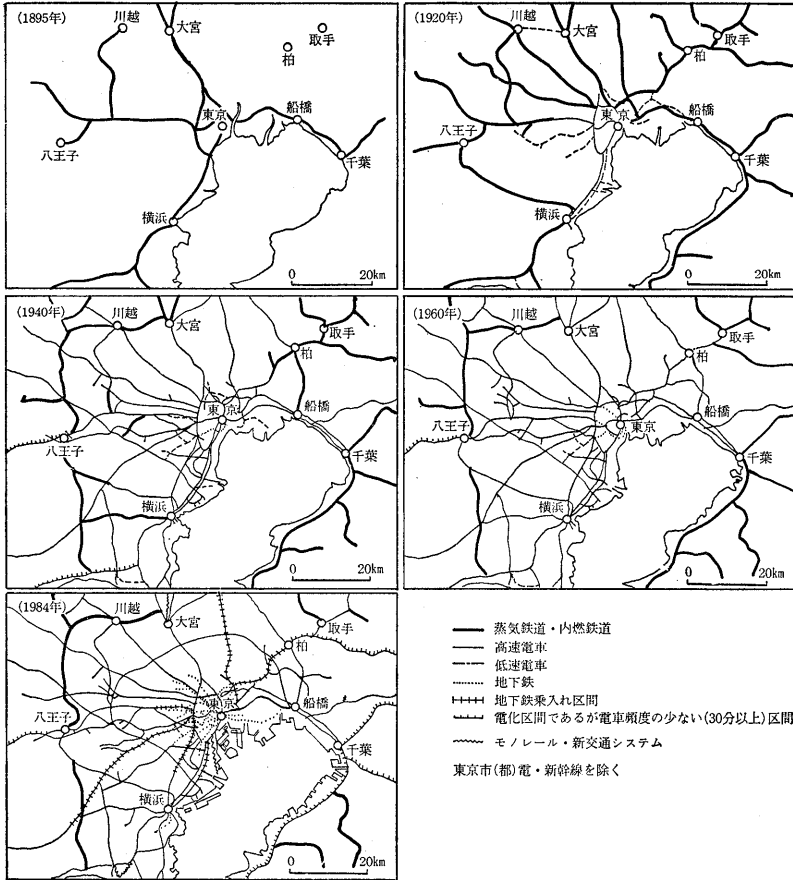 (1895年)
川越
大宮
取手
柏
東京
船橋
八王子
千葉
横浜
0 20km
(1920年)
川越
大宮
取手
柏
東京
船橋
八王子
千葉
横浜
0 20km
(1940年)
川越
大宮
取手
柏
東京
船橋
八王子
千葉
横浜
0 20km
(1960年)
川越
大宮
取手
柏
東京
船橋
八王子
千葉
横浜
0 20km
(1984年)
川越
大宮
取手
柏
東京
船橋
八王子
千葉
横浜
0 20km
蒸気鉄道・内燃鉄道
高速電車
低速電車
地下鉄
地下鉄乗入れ区間
電化区間であるが電車頻度の少ない(30分以上)区間
モノレール・新交通システム
東京市(都)電・新幹線を除く